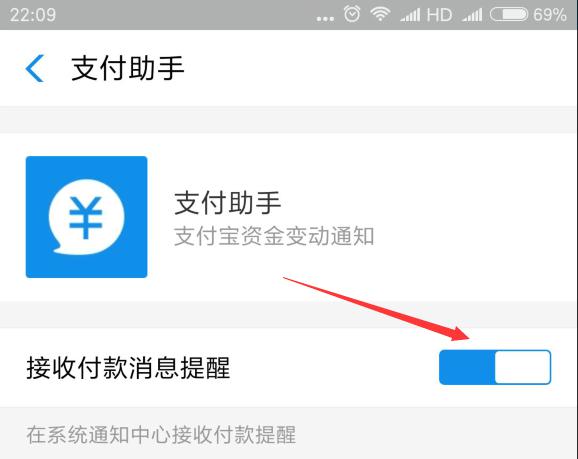 22:09
HD
69%
支付助手
¥
支付助手
支付宝资金变动通知
接收付款消息提醒
在系统通知中心接收付款提醒